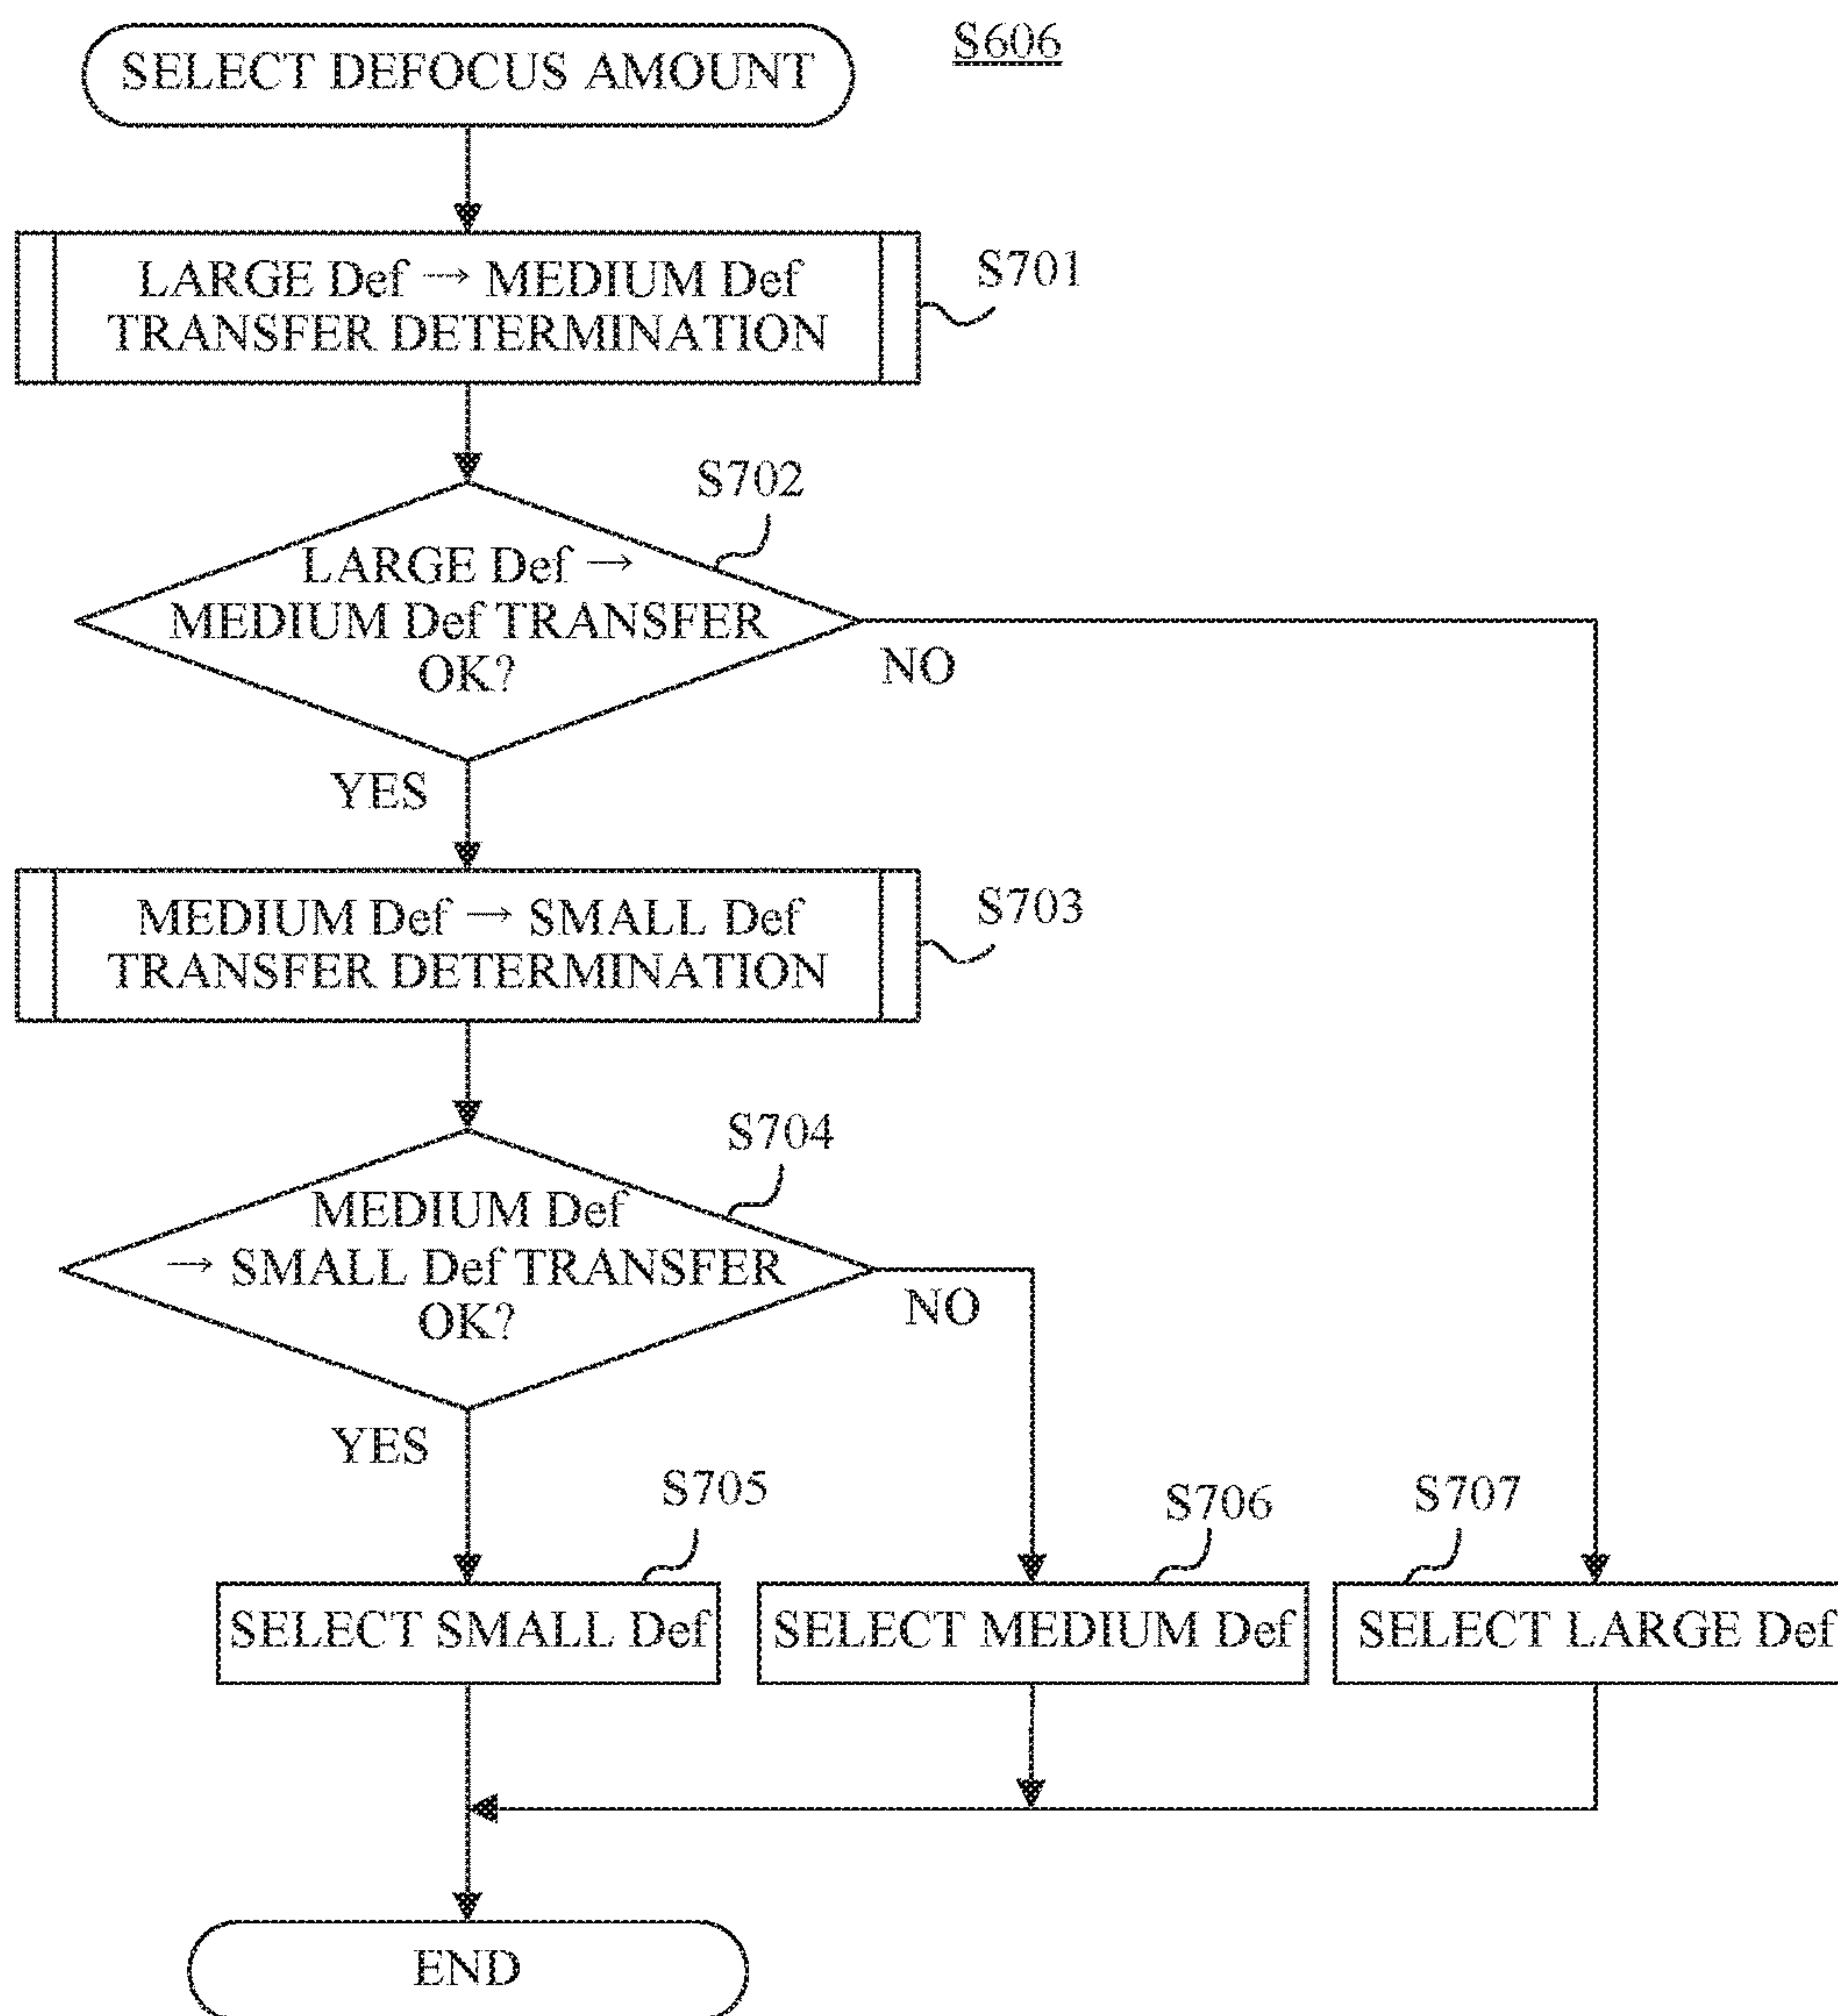 S606
SELECT DEFOCUS AMOUNT
LARGE Def → MEDIUM Def
TRANSFER DETERMINATION
S701
S702
LARGE Def →
MEDIUM Def TRANSFER
OK?
NO
YES
MEDIUM Def → SMALL Def
TRANSFER DETERMINATION
S703
S704
MEDIUM Def
→ SMALL Def TRANSFER
OK?
NO
YES
S705
S706
S707
SELECT SMALL Def
SELECT MEDIUM Def
SELECT LARGE Def
END